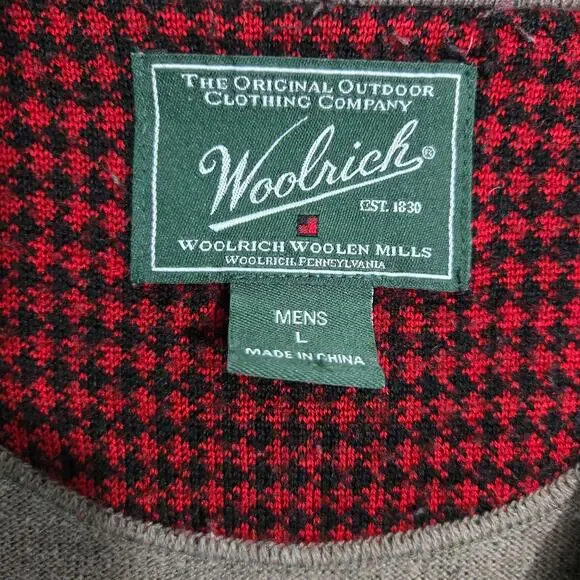 THE ORIGINAL OUTDOOR
CLOTHING COMPANY
Woolrich®
EST. 1830
WOOLRICH WOOLEN MILLS
WOOLRICH, PENNSYLVANIA
MENS
L
MADE IN CHINA